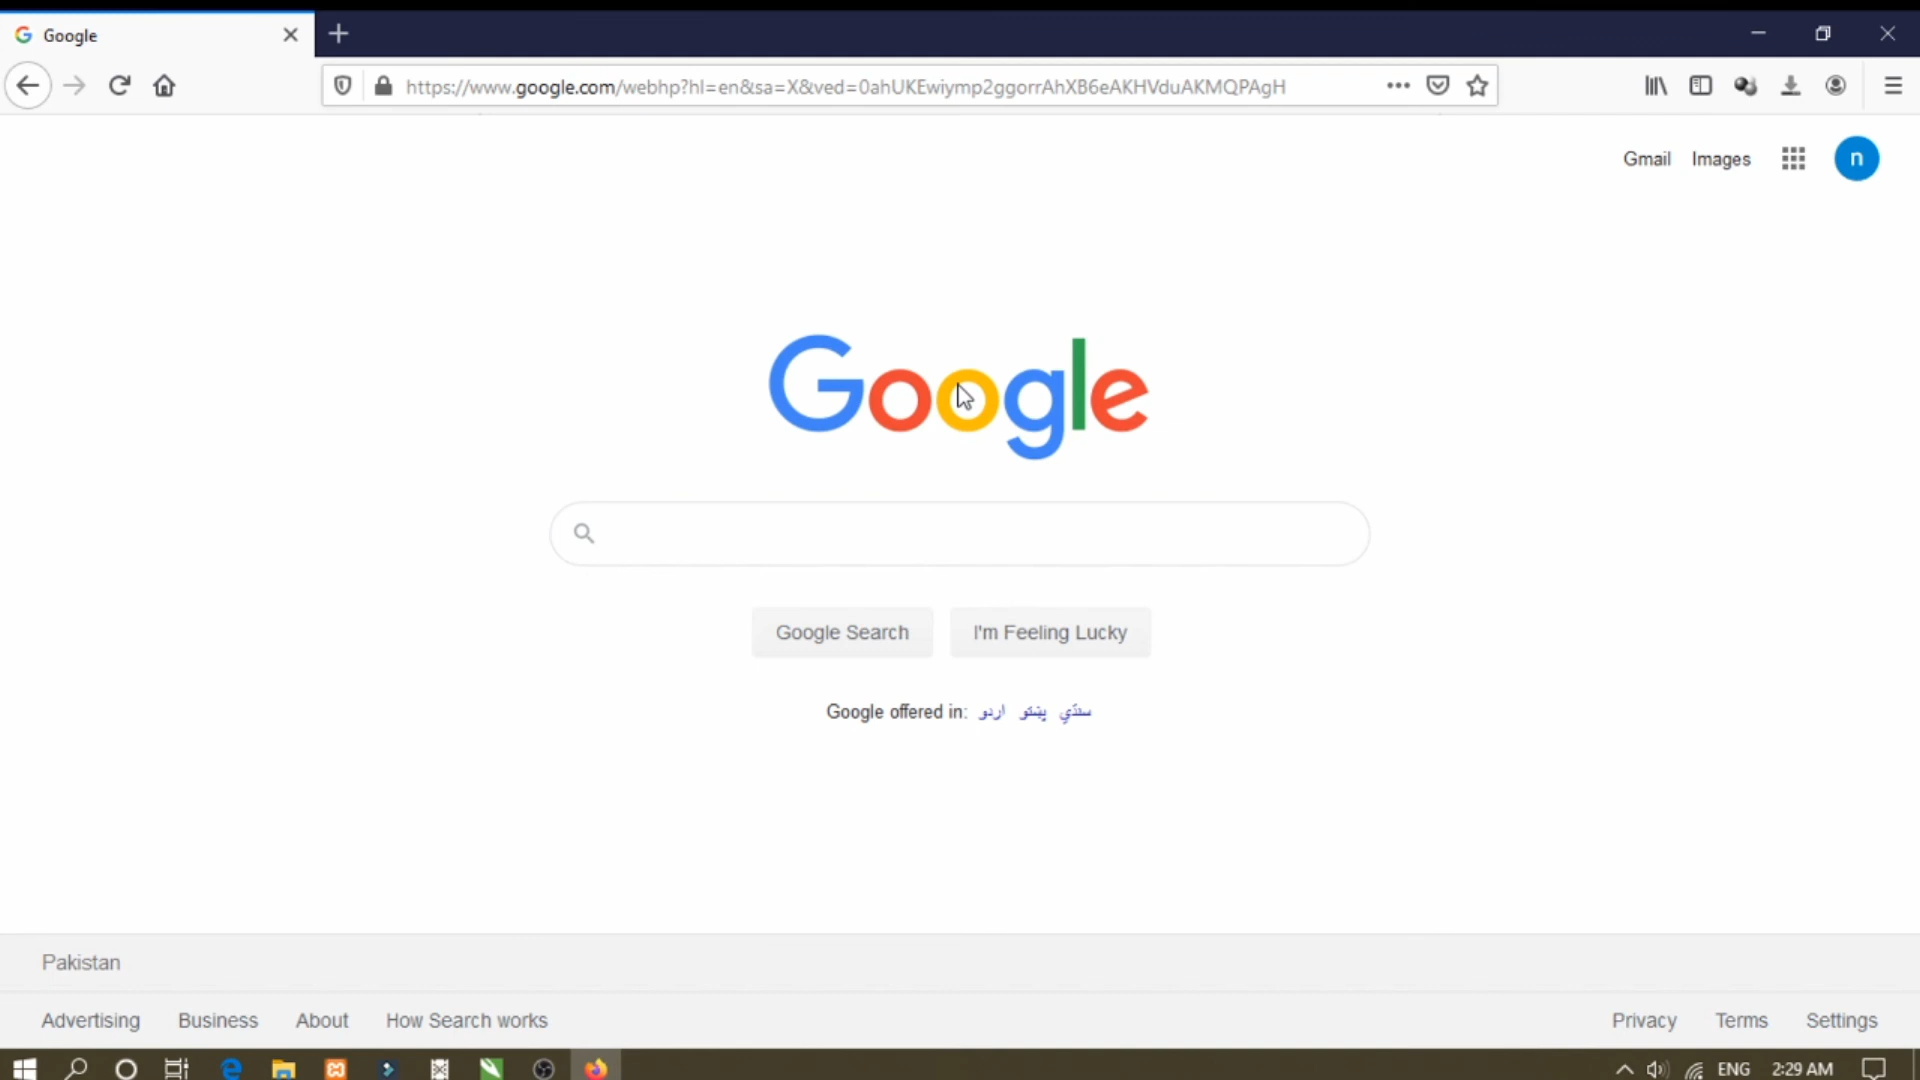 Google
https://www.google.com/webhp?hl=en&sa=X&ved=0ahUKEwiymp2ggorrAhXB6eAKHVduAKMQPAgH
Gmail Images n
Google
Google Search I'm Feeling Lucky
Google offered in: اردو پښتو سنڌي
Pakistan
Advertising Business About How Search works Privacy Terms Settings
ENG 2:29 AM